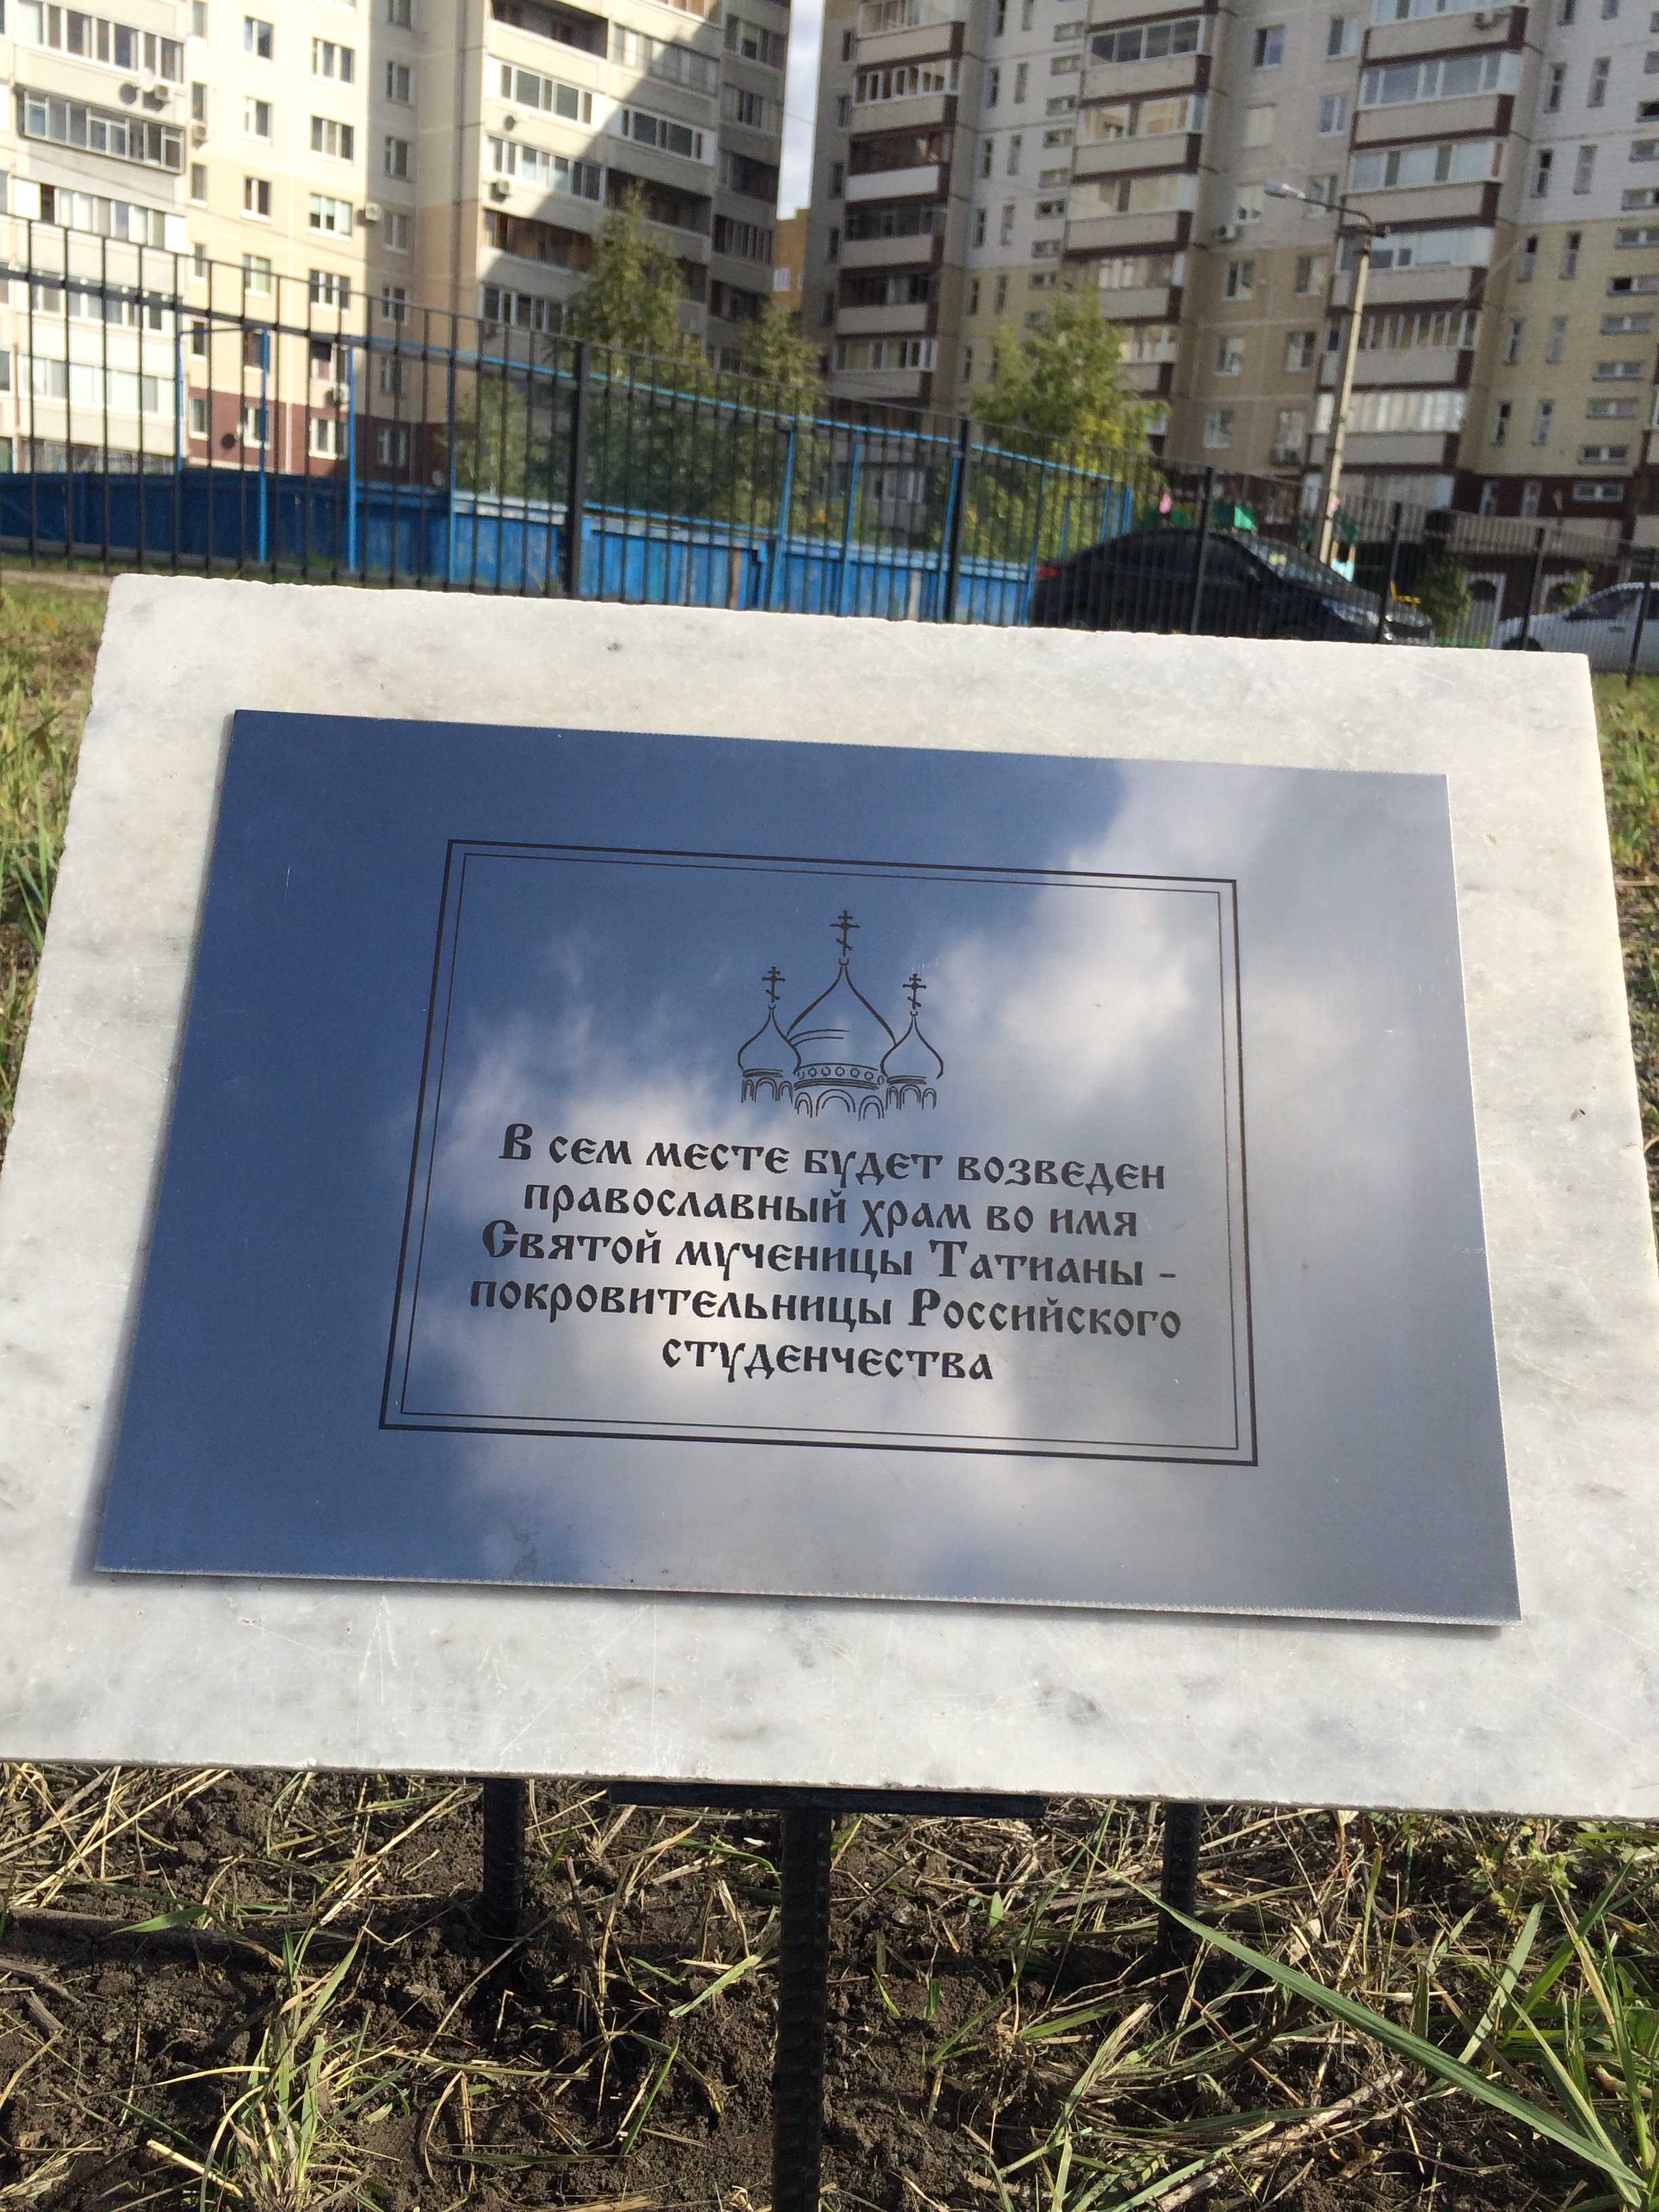 В сем месте будет возведен
православный храм во имя
Святой мученицы Татианы -
покровительницы Российского
студенчества